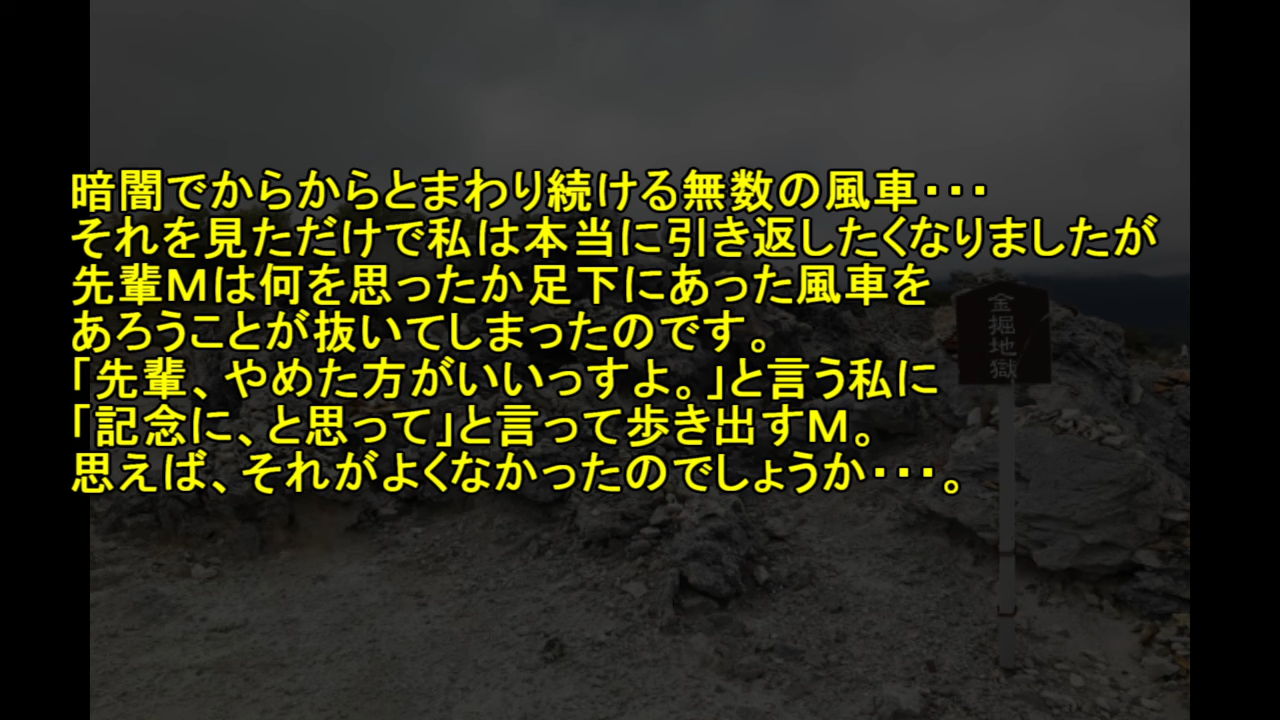 暗闇でからからとまわり続ける無数の風車・・・
それを見ただけで私は本当に引き返したくなりましたが
先輩Mは何を思ったか足下にあった風車を
あろうことが抜いてしまったのです。
「先輩、やめた方がいいっすよ。」と言う私に
「記念に、と思って」と言って歩き出すM。
思えば、それがよくなかったのでしょうか・・・。
金掘地獄